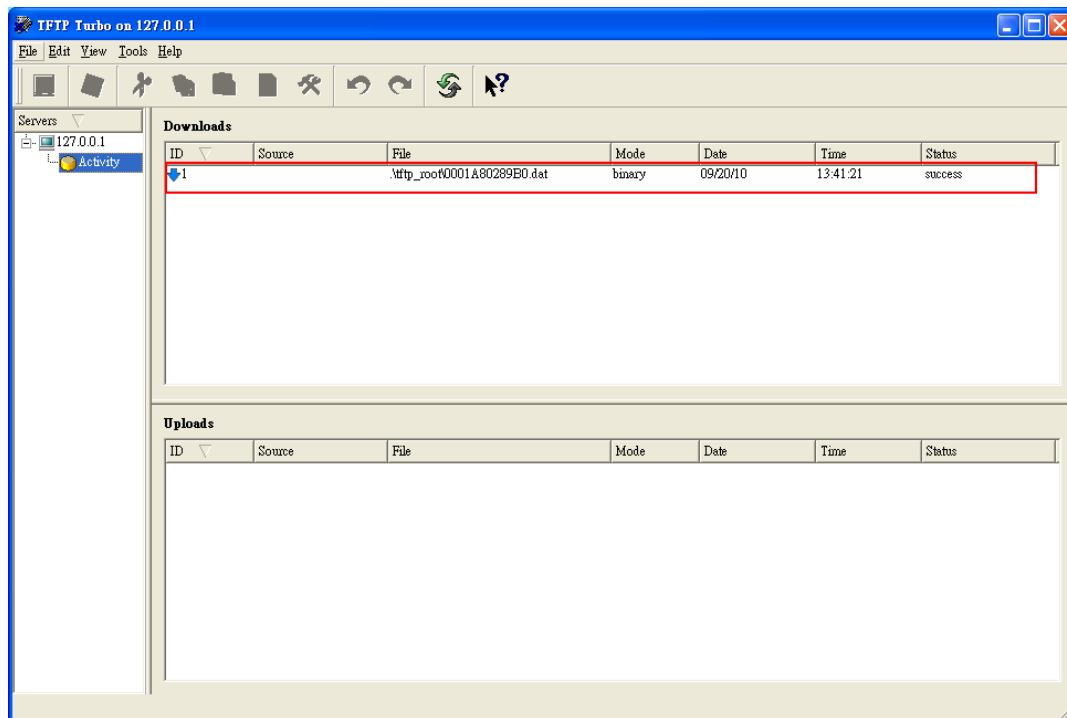 TFTP Turbo on 127.0.0.1
File Edit View Tools Help
Servers
127.0.0.1
Activity
Downloads
ID Source File Mode Date Time Status
1 .\tftp_root\0001A80289B0.dat binary 09/20/10 13:41:21 success
Uploads
ID Source File Mode Date Time Status